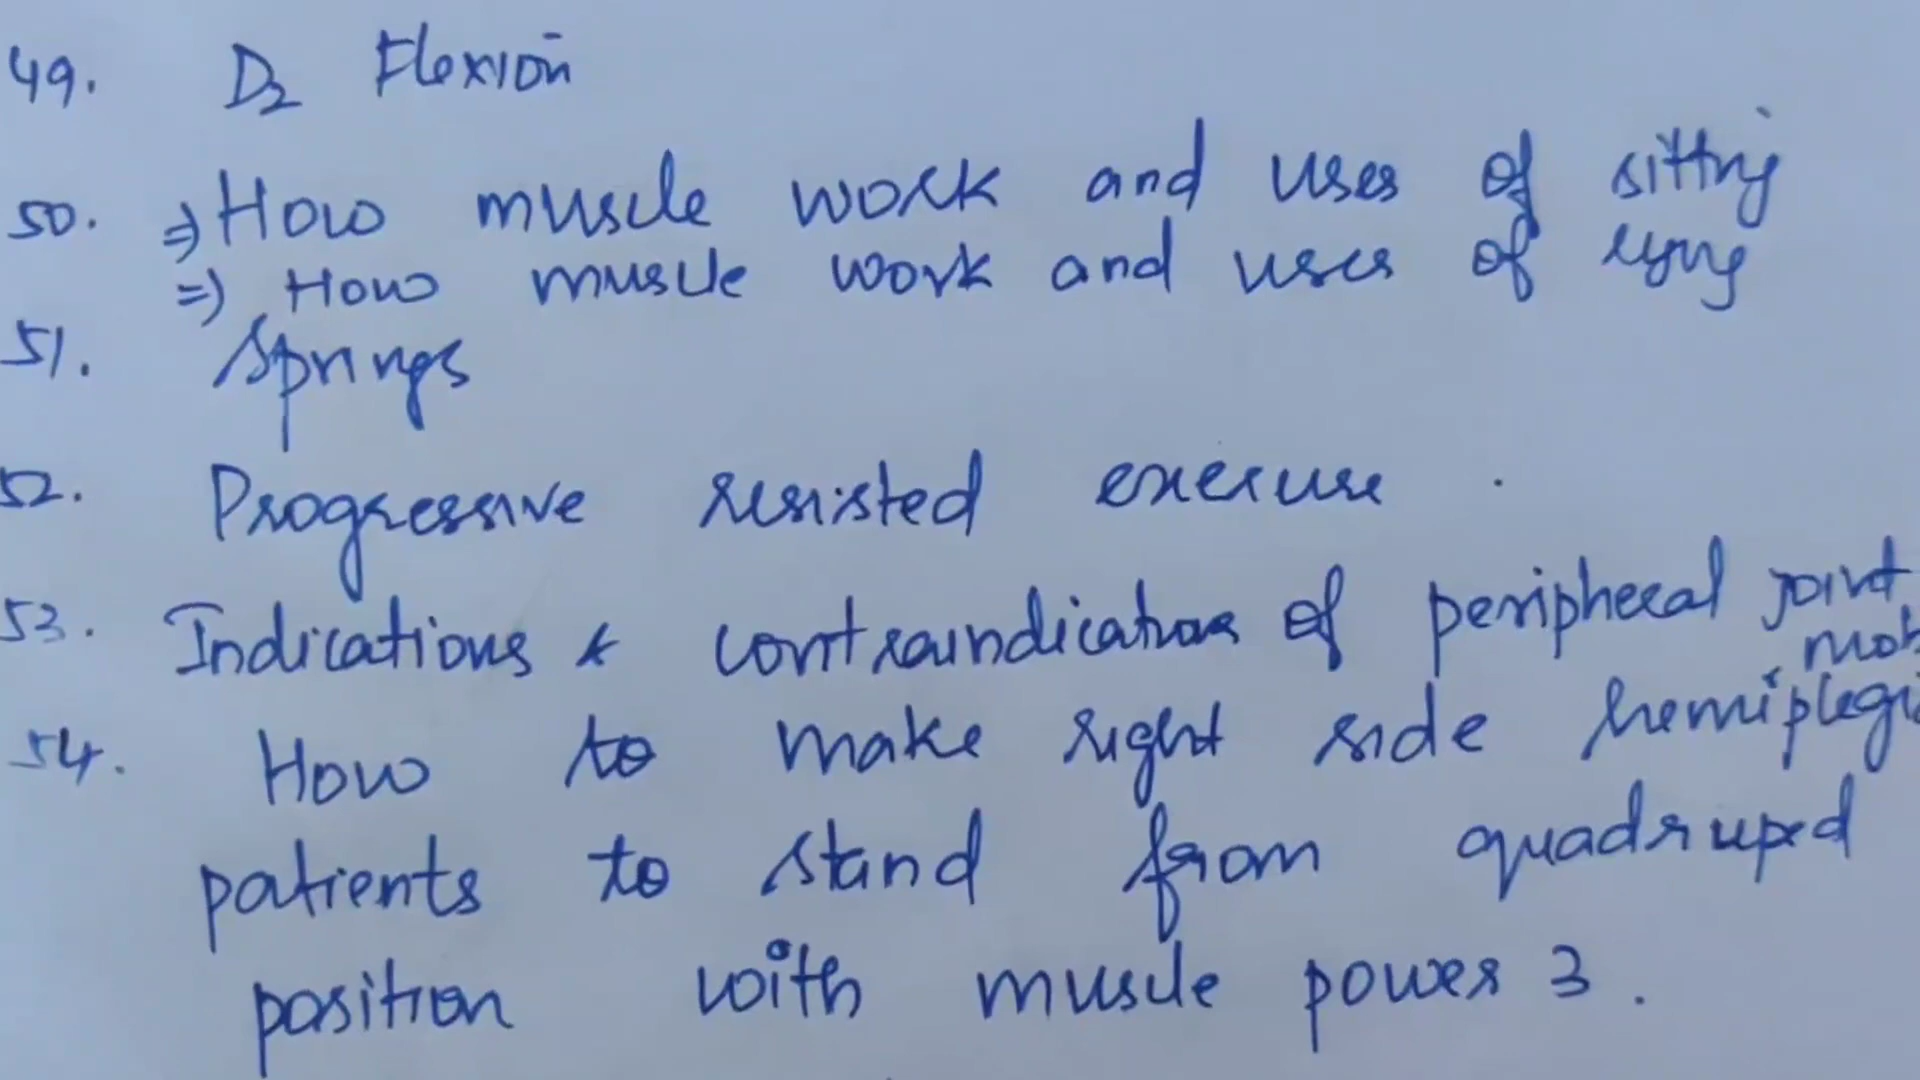 49. D2 Flexion
50. ⇒ How muscle work and uses of sitting
⇒ How muscle work and uses of lying
51. Springs
52. Progressive resisted exercise .
53. Indications & contraindications of peripheral joint
mob
54. How to make right side hemiplegi
patients to stand from quadruped
position with muscle power 3 .